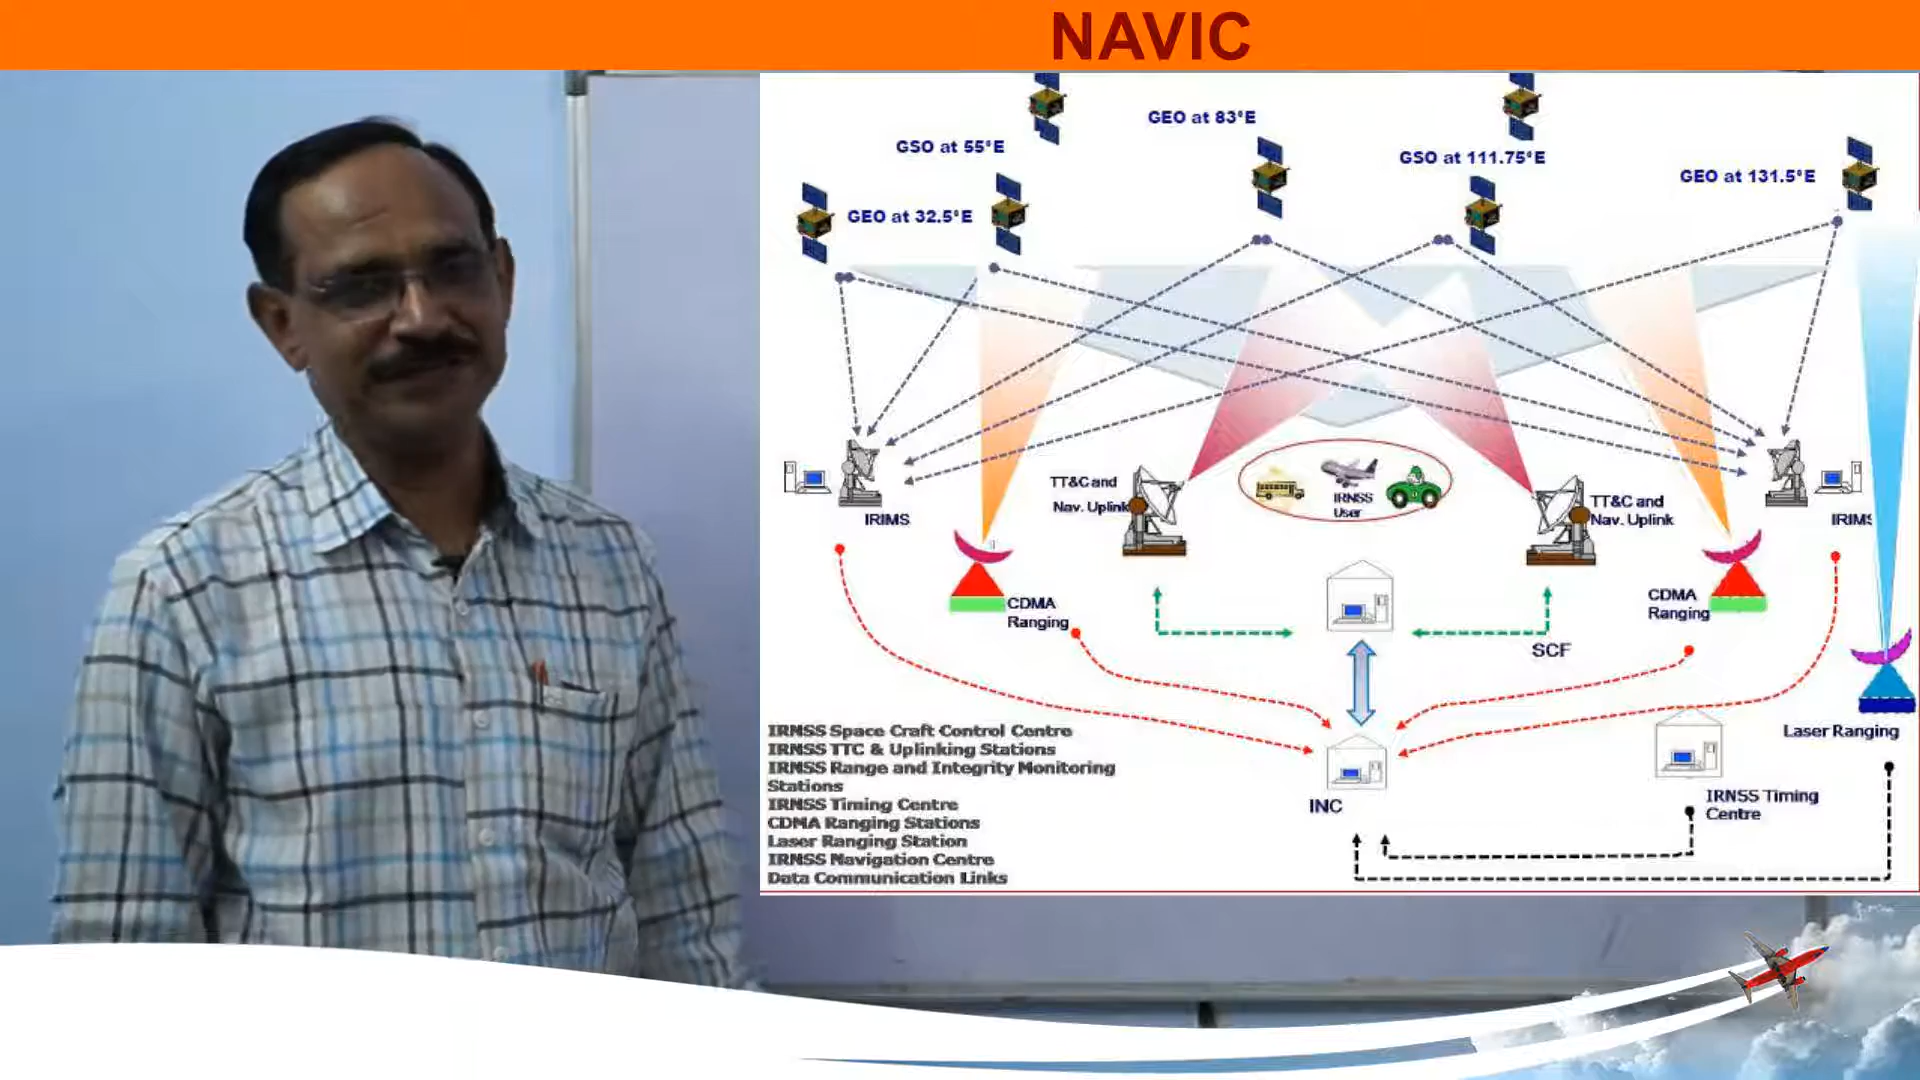 NAVIC
GEO at 83°E
GSO at 55°E
GSO at 111.75°E
GEO at 131.5°E
GEO at 32.5°E
TT&C and
Nav. Uplink
IRNSS
User
TT&C and
Nav. Uplink
IRIMS
IRIMS
CDMA
Ranging
CDMA
Ranging
SCF
Laser Ranging
IRNSS Space Craft Control Centre
IRNSS TTC & Uplinking Stations
IRNSS Range and Integrity Monitoring
Stations
IRNSS Timing Centre
CDMA Ranging Stations
Laser Ranging Station
IRNSS Navigation Centre
Data Communication Links
INC
IRNSS Timing
Centre